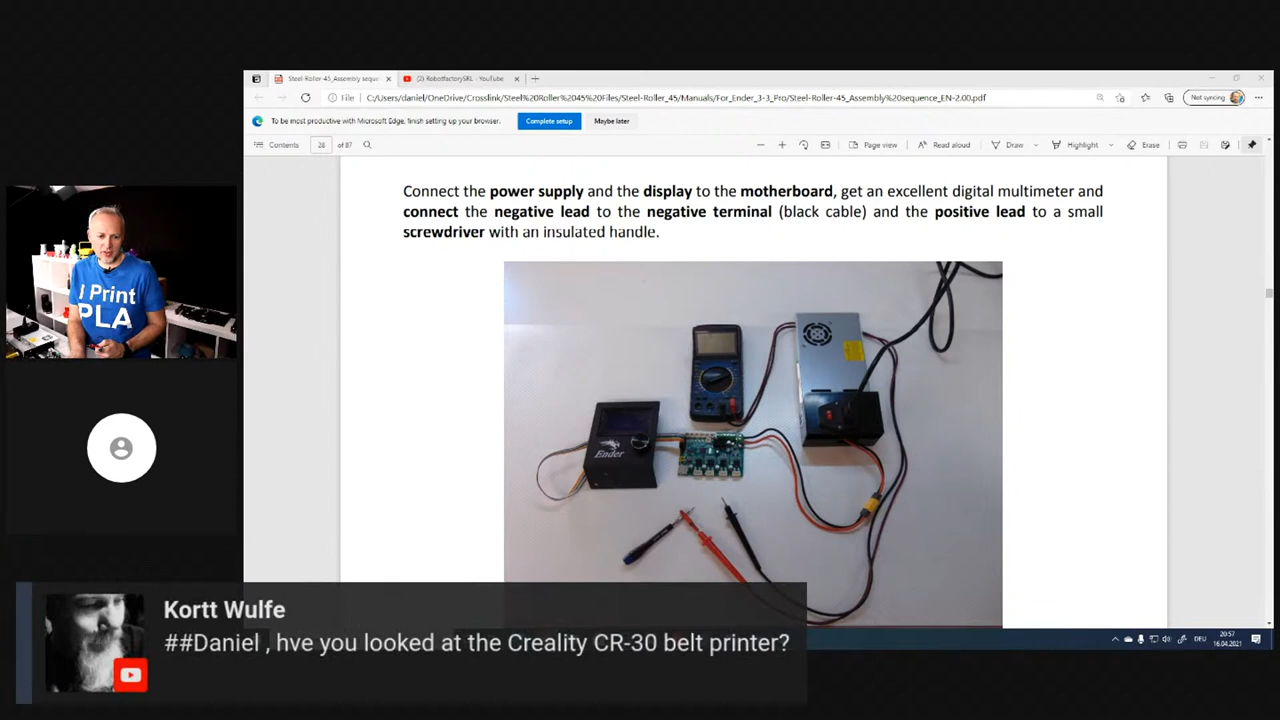 Steel-Roller-45_Assembly sequ
(2) RobotfactorySRL - YouTube
File
C:/Users/daniel/OneDrive/Crosslink/Steel%20Roller%2045%20Files/Steel-Roller_45/Manuals/For_Ender_3-3_Pro/Steel-Roller-45_Assembly%20sequence_EN-2.00.pdf
Not syncing
To be most productive with Microsoft Edge, finish setting up your browser.
Complete setup
Maybe later
Contents
28
of 87
Page view
Read aloud
Draw
Highlight
Erase
Connect the power supply and the display to the motherboard, get an excellent digital multimeter and
connect the negative lead to the negative terminal (black cable) and the positive lead to a small
screwdriver with an insulated handle.
I Print
PLA
Ender
Kortt Wulfe
##Daniel , hve you looked at the Creality CR-30 belt printer?
DEU
20:57
16.04.2021